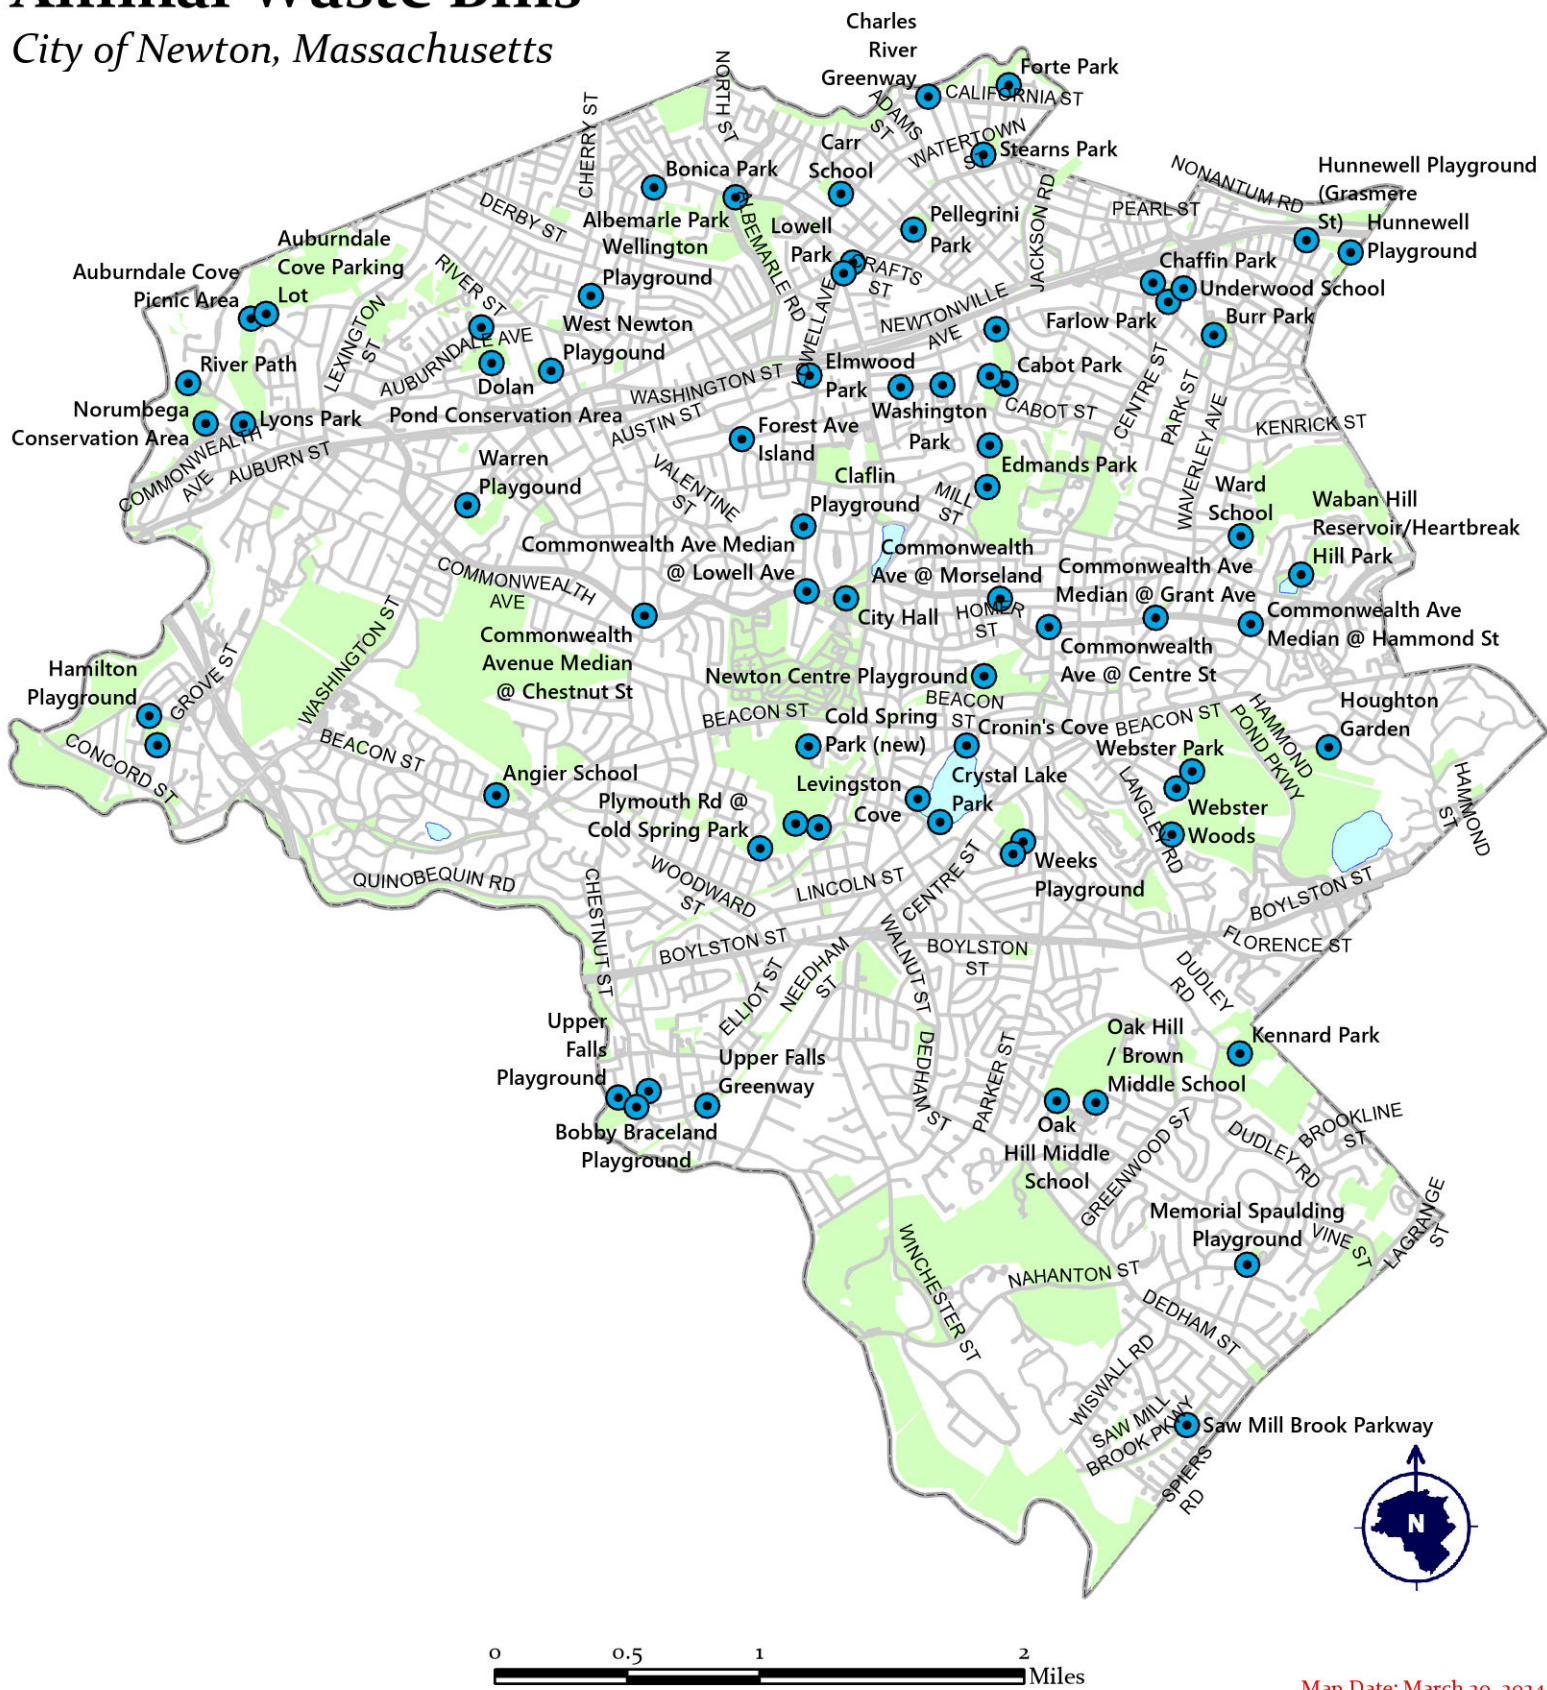 Animal Waste Bins
City of Newton, Massachusetts
Charles
River
Greenway
Forte Park
CALIFORNIA ST
NORTH ST
ADAMS
ST
CHERRY ST
WATERTOWN
ST
Stearns Park
Carr
School
Bonica Park
NONANTUM RD
Hunnewell Playground
(Grasmere
St)
Hunnewell
Playground
PEARL ST
JACKSON RD
DERBY ST
Albemarle Park
ALBEMARLE RD
Lowell
Park
Pellegrini
Park
Wellington
Playground
CRAFTS
ST
Auburndale
Cove Parking
Lot
Auburndale Cove
Picnic Area
RIVER ST
Chaffin Park
Underwood School
Farlow Park
Burr Park
LEXINGTON
ST
NEWTONVILLE
AVE
LOWELL AVE
West Newton
Playgound
AUBURNDALE AVE
River Path
Dolan
Pond Conservation Area
WASHINGTON ST
Elmwood
Park
Cabot Park
CABOT ST
CENTRE ST
PARK ST
WAVERLEY AVE
KENRICK ST
Norumbega
Conservation Area
Lyons Park
Washington
Park
AUSTIN ST
Forest Ave
Island
COMMONWEALTH
AVE
AUBURN ST
Warren
Playgound
VALENTINE
ST
Claflin
Playground
MILL
ST
Edmands Park
Ward
School
Waban Hill
Reservoir/Heartbreak
Hill Park
Commonwealth Ave Median
@ Lowell Ave
Commonwealth
Ave @ Morseland
Commonwealth Ave
Median @ Grant Ave
COMMONWEALTH
AVE
City Hall
HOMER
ST
Commonwealth Ave
Median @ Hammond St
Commonwealth
Avenue Median
@ Chestnut St
Commonwealth
Ave @ Centre St
Hamilton
Playground
GROVE ST
WASHINGTON ST
Newton Centre Playground
BEACON
ST
BEACON ST
Cold Spring
Park (new)
Cronin's Cove
BEACON ST
HAMMOND
POND PKWY
Houghton
Garden
CONCORD ST
BEACON ST
Webster Park
Angier School
Levingston
Cove
Crystal Lake
Park
LANGLEY RD
Webster
Woods
HAMMOND
ST
Plymouth Rd @
Cold Spring Park
Weeks
Playground
QUINOBEQUIN RD
CHESTNUT ST
WOODWARD
ST
LINCOLN ST
CENTRE ST
BOYLSTON ST
BOYLSTON ST
WALNUT ST
BOYLSTON
ST
FLORENCE ST
ELLIOT ST
NEEDHAM
ST
DUDLEY
RD
Upper
Falls
Playground
Upper Falls
Greenway
DEDHAM ST
PARKER ST
Oak Hill
/ Brown
Middle School
Kennard Park
Bobby Braceland
Playground
Oak
Hill Middle
School
GREENWOOD ST
DUDLEY RD
BROOKLINE
ST
Memorial Spaulding
Playground
VINE ST
LAGRANGE
ST
WINCHESTER ST
NAHANTON ST
DEDHAM ST
WISWALL RD
SAW MILL
BROOK PKWY
Saw Mill Brook Parkway
SPIERS
RD
N
0 0.5 1 2
Miles